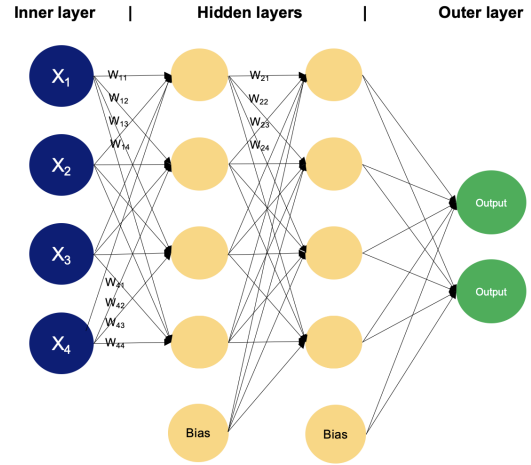 Inner layer | Hidden layers | Outer layer
X₁
W₁₁
W₂₁
W₁₂
W₂₂
W₁₃
W₂₃
W₁₄
W₂₄
X₂
Output
X₃
W₄₁
Output
W₄₂
W₄₃
X₄
W₄₄
Bias
Bias